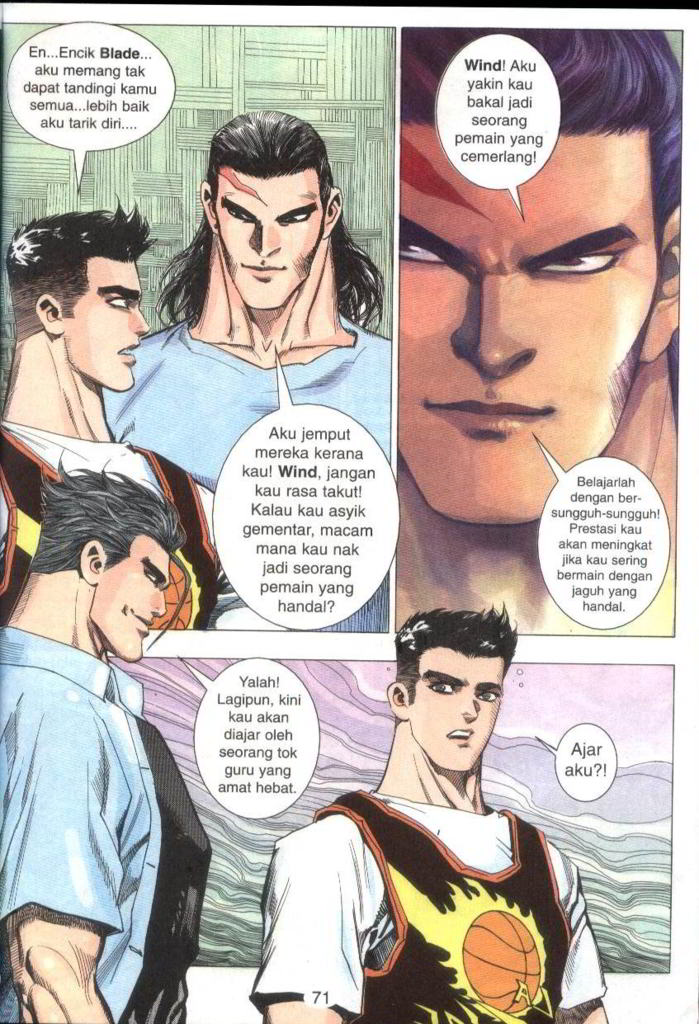 En...Encik Blade...
aku memang tak
dapat tandingi kamu
semua...lebih baik
aku tarik diri....
Aku jemput
mereka kerana
kau! Wind, jangan
kau rasa takut!
Kalau kau asyik
gementar, macam
mana kau nak
jadi seorang
pemain yang
handal?
Wind! Aku
yakin kau
bakal jadi
seorang
pemain yang
cemerlang!
Belajarlah
dengan ber-
sungguh-sungguh!
Prestasi kau
akan meningkat
jika kau sering
bermain dengan
jaguh yang
handal.
Yalah!
Lagipun, kini
kau akan
diajar oleh
seorang tok
guru yang
amat hebat.
Ajar
aku?!
71